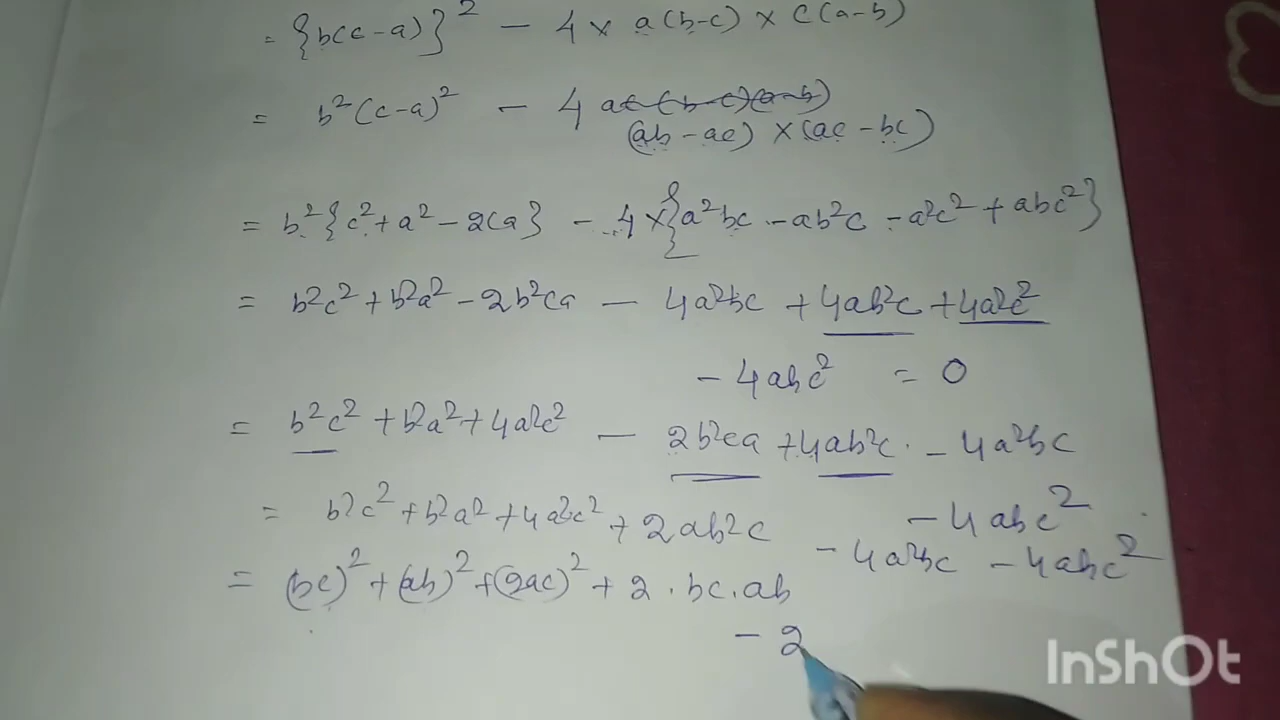 = {b(c-a)}² - 4 × a(b-c) × c(a-b)
= b²(c-a)² - 4 ac(b-c)(a-b)
(ab-ac) × (ac-bc)
= b²{c²+a²-2ca} - 4×{a²bc - ab²c - a²c² + abc²}
= b²c² + b²a² - 2b²ca - 4a²bc + 4ab²c + 4a²c²
- 4abc² = 0
= b²c² + b²a² + 4a²c² - 2b²ca + 4ab²c - 4a²bc
- 4abc²
= b²c² + b²a² + 4a²c² + 2ab²c - 4a²bc - 4abc²
= (bc)² + (ab)² + (2ac)² + 2 . bc . ab
- 2
InShOt